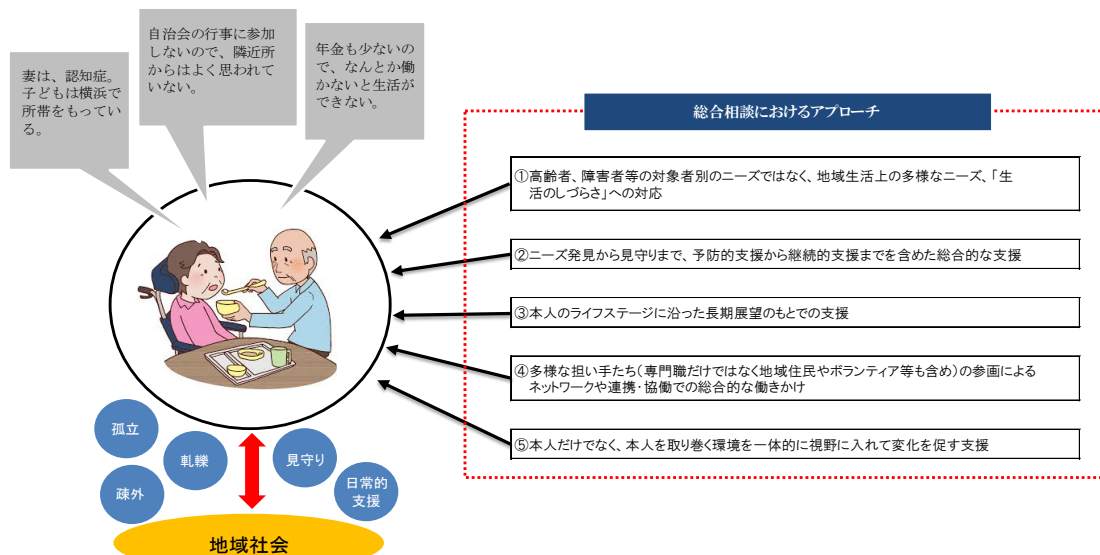 妻は、認知症。
子どもは横浜で
所帯をもってい
る。
自治会の行事に参加
しないので、隣近所
からはよく思われて
いない。
年金も少ないの
で、なんとか働
かないと生活が
できない。
総合相談におけるアプローチ
①高齢者、障害者等の対象者別のニーズではなく、地域生活上の多様なニーズ、「生
活のしづらさ」への対応
②ニーズ発見から見守りまで、予防的支援から継続的支援までを含めた総合的な支援
③本人のライフステージに沿った長期展望のもとでの支援
④多様な担い手たち（専門職だけではなく地域住民やボランティア等も含め）の参画による
ネットワークや連携・協働での総合的な働きかけ
⑤本人だけでなく、本人を取り巻く環境を一体的に視野に入れて変化を促す支援
孤立
軋轢
疎外
見守り
日常的
支援
地域社会